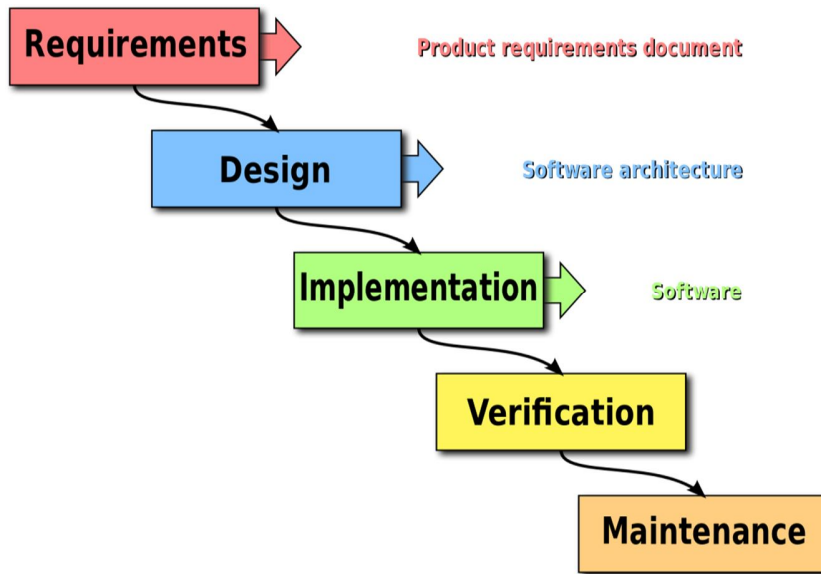 Requirements
Product requirements document
Design
Software architecture
Implementation
Software
Verification
Maintenance